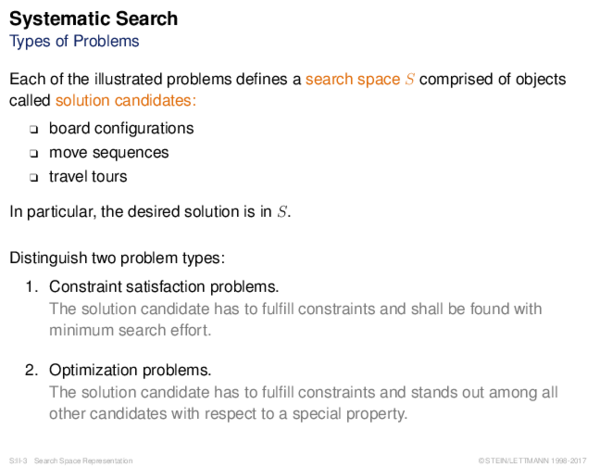 Systematic Search
Types of Problems
Each of the illustrated problems defines a search space S comprised of objects
called solution candidates:
❑ board configurations
❑ move sequences
❑ travel tours
In particular, the desired solution is in S.
Distinguish two problem types:
1. Constraint satisfaction problems.
The solution candidate has to fulfill constraints and shall be found with
minimum search effort.
2. Optimization problems.
The solution candidate has to fulfill constraints and stands out among all
other candidates with respect to a special property.
S:II-3 Search Space Representation ©STEIN/LETTMANN 1998-2017